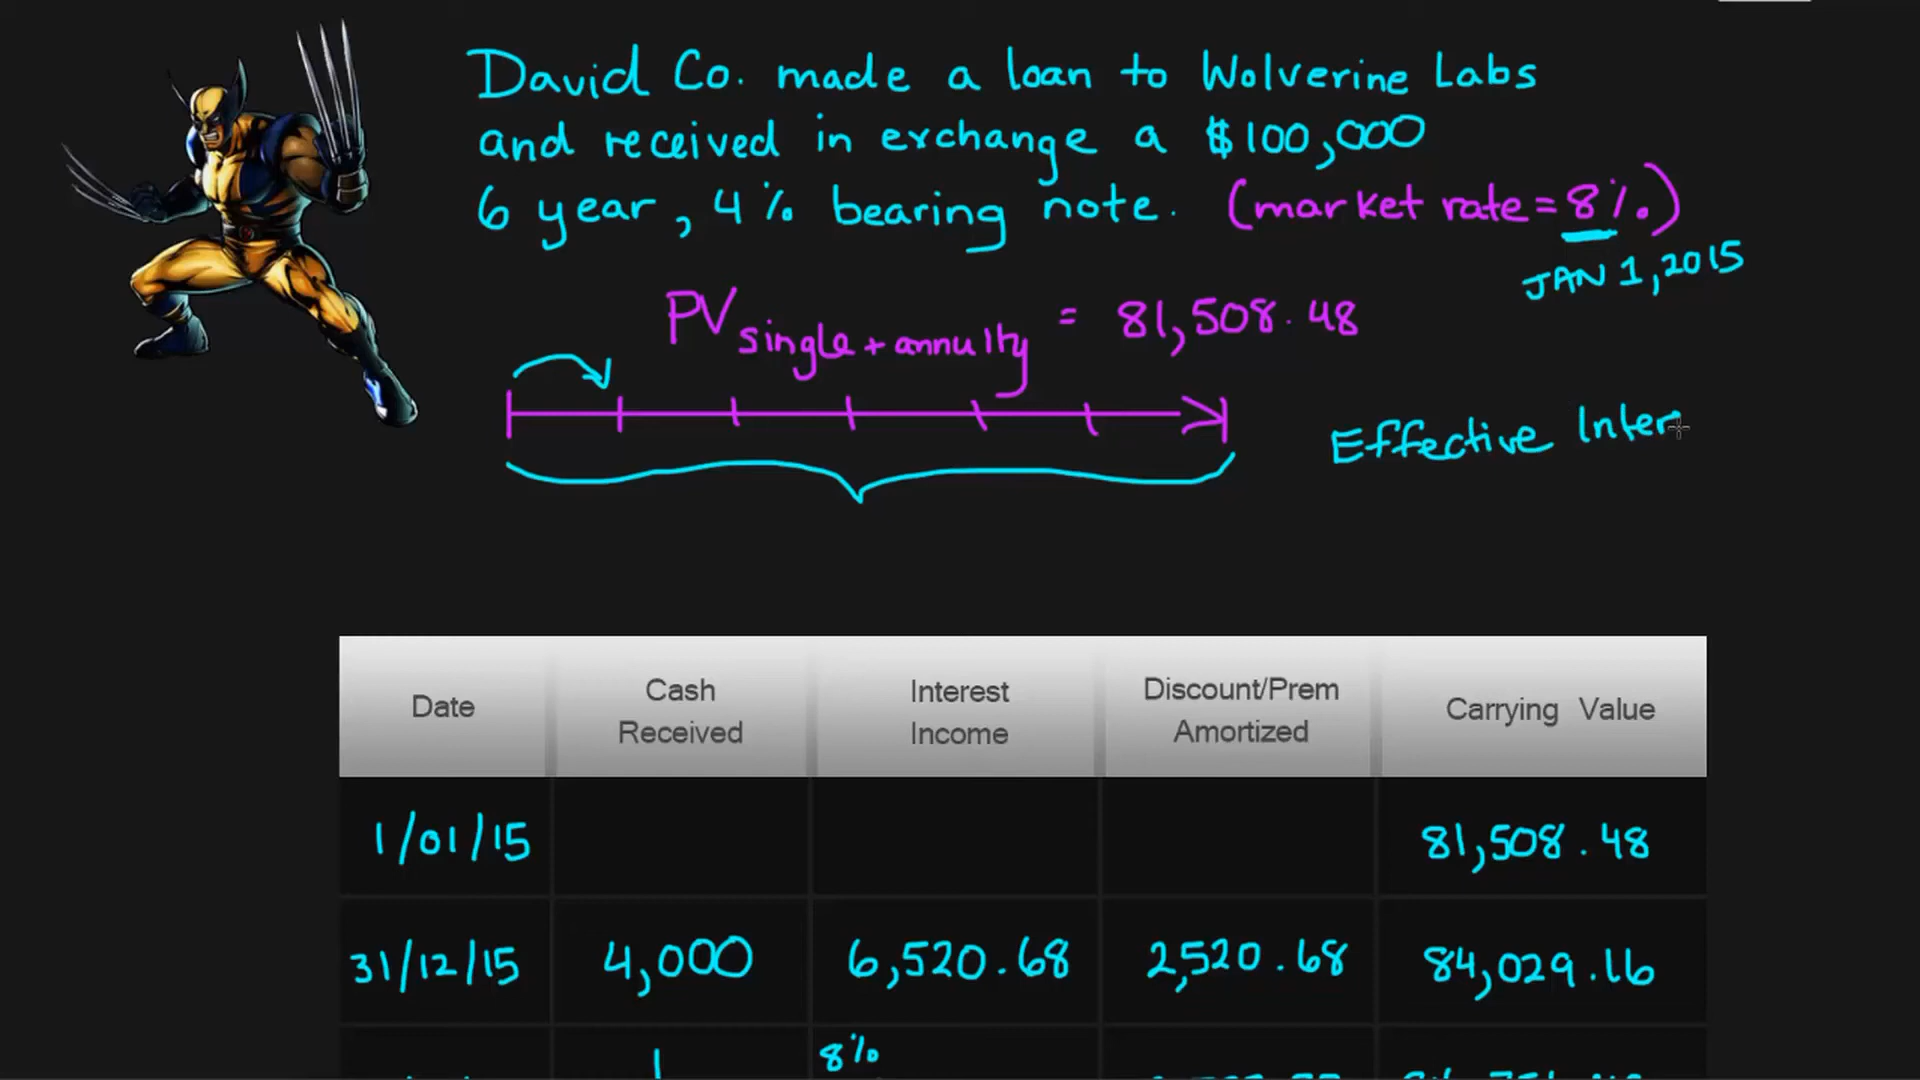 David Co. made a loan to Wolverine Labs
and received in exchange a $100,000
6 year, 4% bearing note. (market rate=8%)
JAN 1, 2015
PV single + annuity = 81,508.48
Effective Inter
Date Cash Received Interest Income Discount/Prem Amortized Carrying Value
1/01/15 81,508.48
31/12/15 4,000 6,520.68 2,520.68 84,029.16
8%